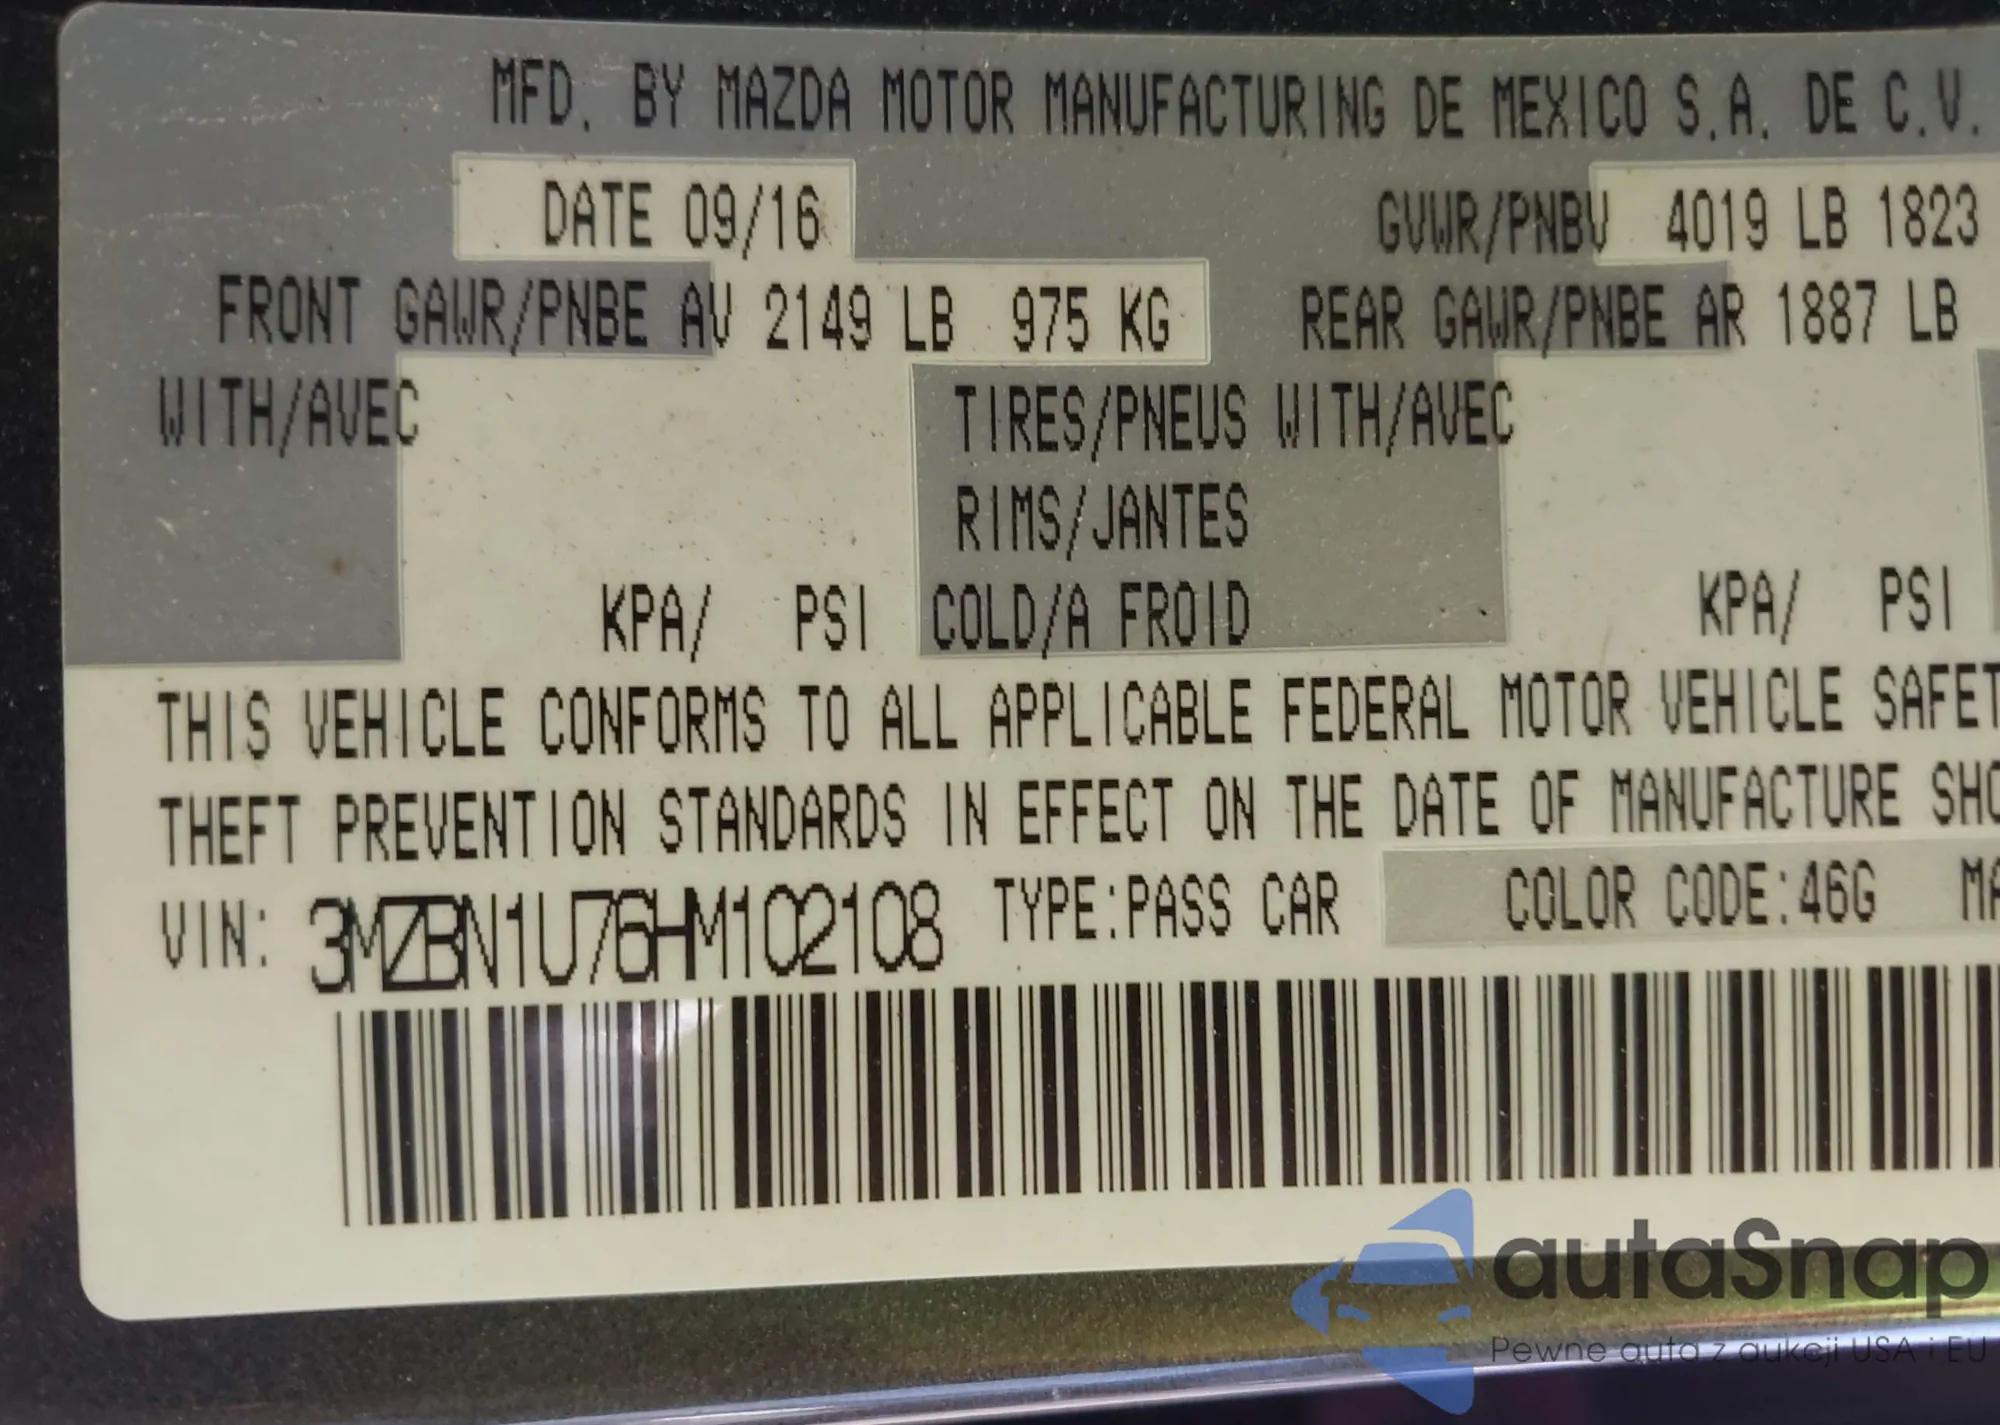 MFD. BY MAZDA MOTOR MANUFACTURING DE MEXICO S.A. DE C.V.
DATE 09/16 GVWR/PNBV 4019 LB 1823
FRONT GAWR/PNBE AV 2149 LB 975 KG REAR GAWR/PNBE AR 1887 LB
WITH/AVEC TIRES/PNEUS WITH/AVEC
RIMS/JANTES
KPA/ PSI COLD/A FROID KPA/ PSI
THIS VEHICLE CONFORMS TO ALL APPLICABLE FEDERAL MOTOR VEHICLE SAFET
THEFT PREVENTION STANDARDS IN EFFECT ON THE DATE OF MANUFACTURE SHO
VIN: 3MZBN1U76HM102108 TYPE:PASS CAR COLOR CODE:46G MA
autaSnap
Pewne auta z aukcji USA i EU